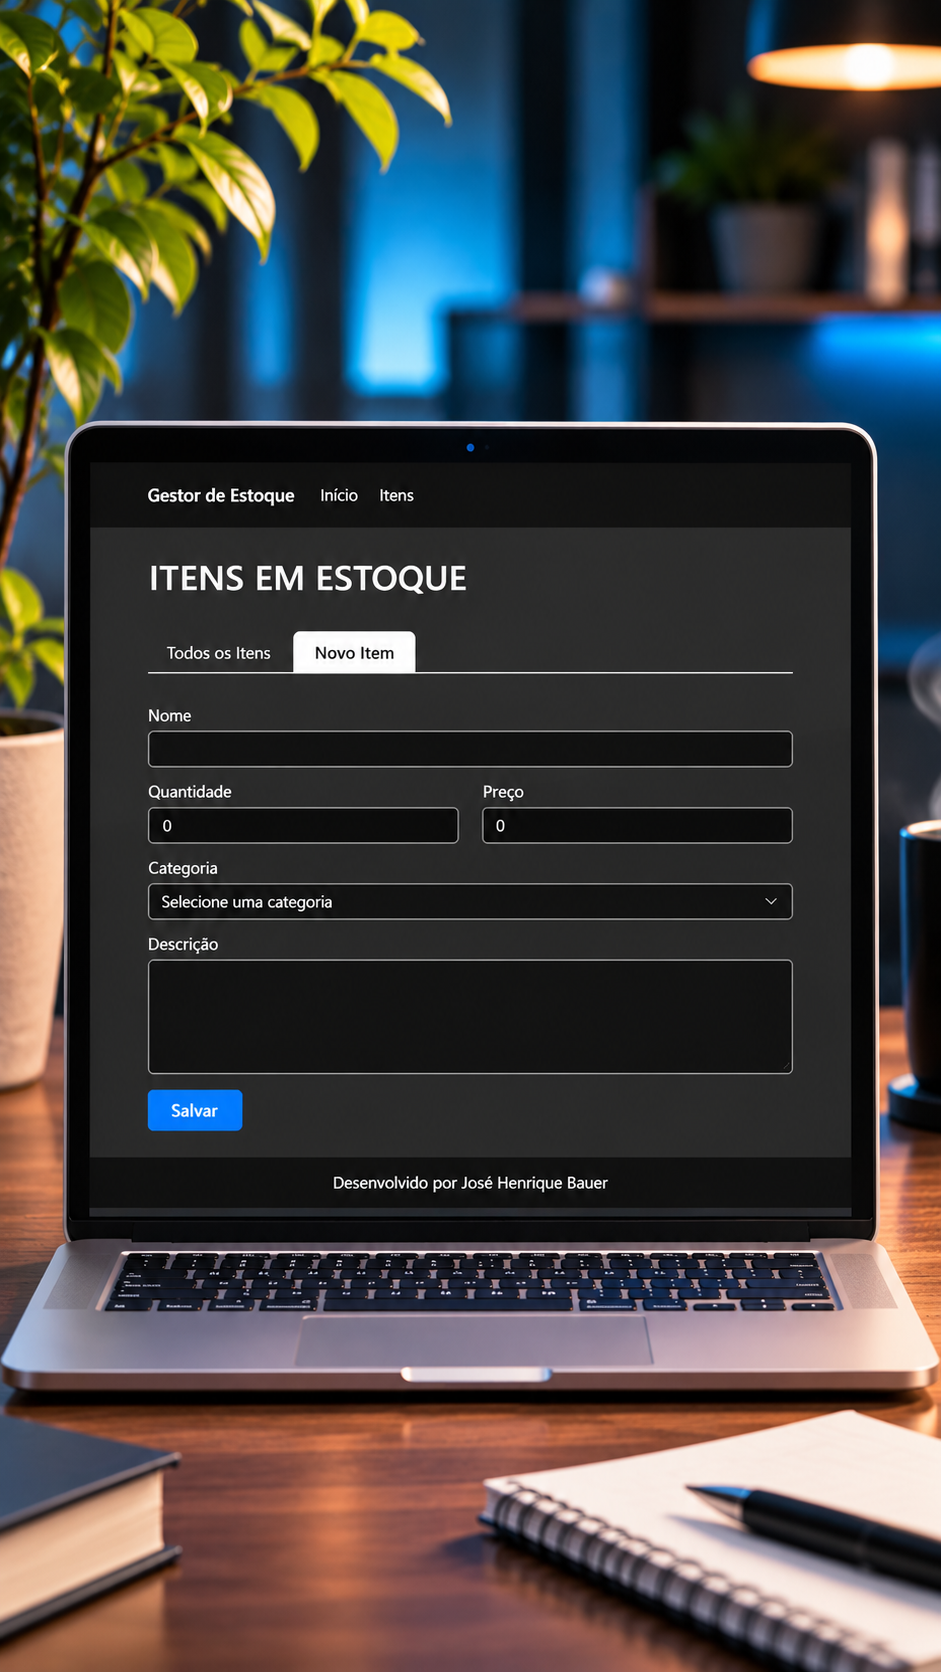 Gestor de Estoque Início Itens
ITENS EM ESTOQUE
Todos os Itens Novo Item
Nome
Quantidade Preço
0 0
Categoria
Selecione uma categoria
Descrição
Salvar
Desenvolvido por José Henrique Bauer